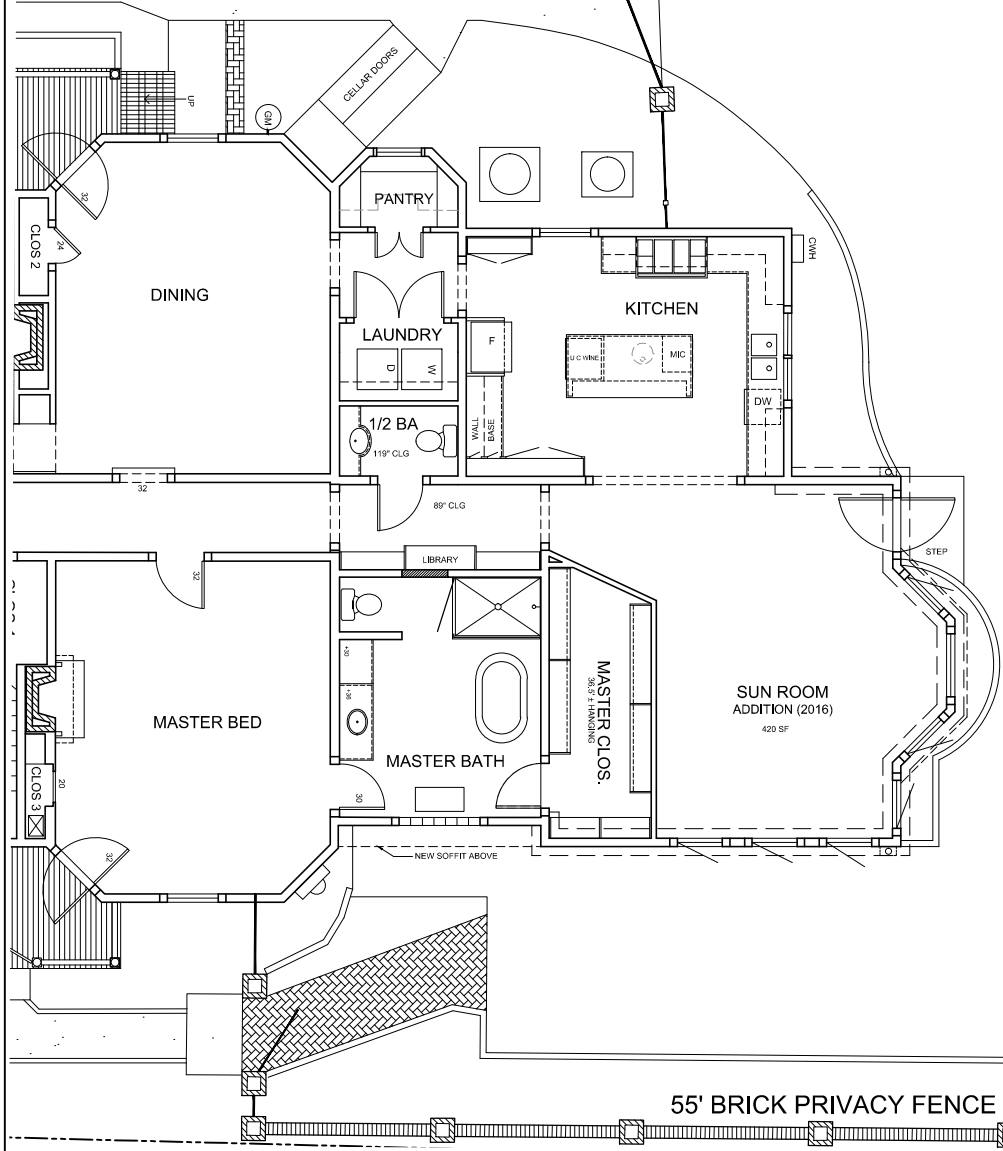 CELLAR DOORS
UP
GM
32
PANTRY
CLOS 2
24
CWH
DINING
KITCHEN
LAUNDRY
F
U C WINE
MIC
D
W
DW
1/2 BA
119" CLG
WALL
BASE
32
89" CLG
STEP
LIBRARY
32
+30
+36
MASTER CLOS.
36.5' ± HANGING
SUN ROOM
ADDITION (2016)
420 SF
MASTER BED
MASTER BATH
CLOS 3
20
30
32
NEW SOFFIT ABOVE
55' BRICK PRIVACY FENCE